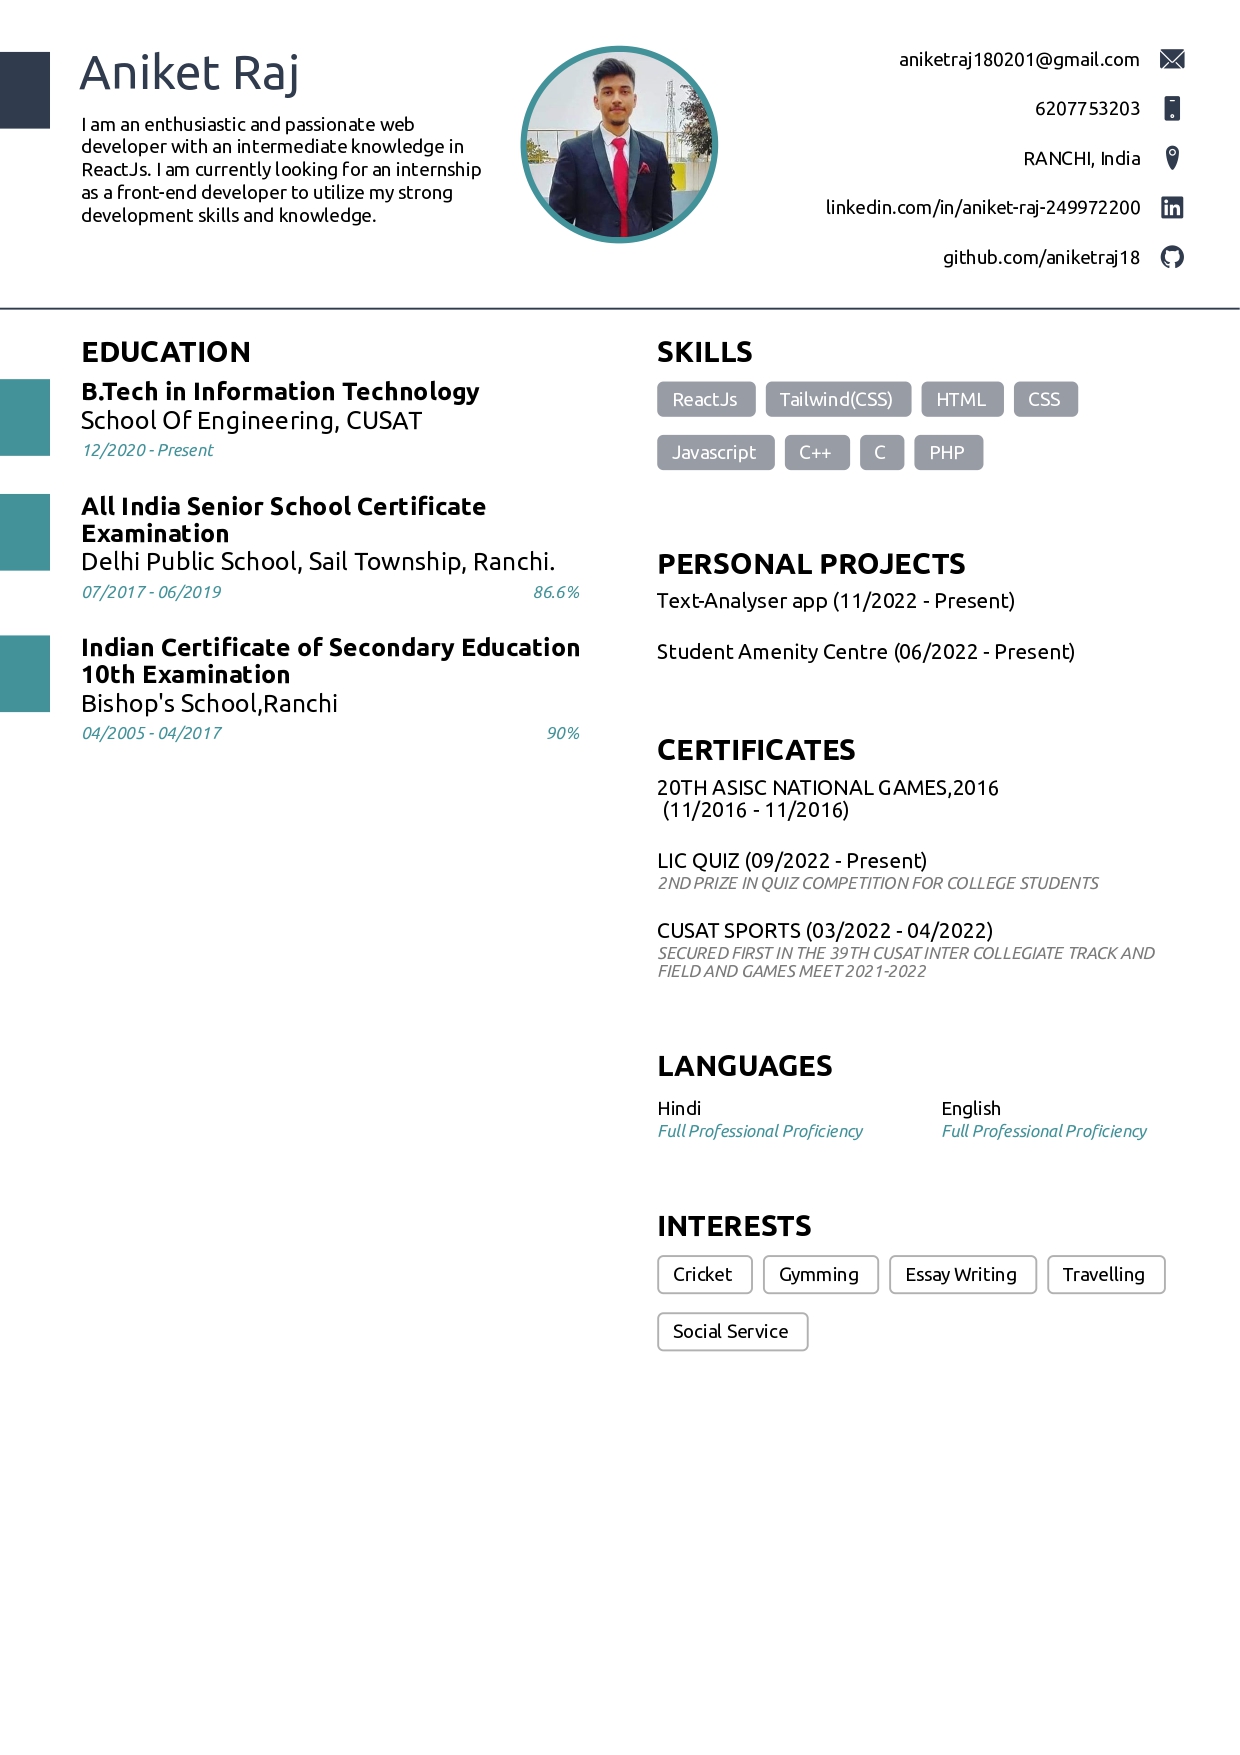 Aniket Raj
I am an enthusiastic and passionate web
developer with an intermediate knowledge in
ReactJs. I am currently looking for an internship
as a front-end developer to utilize my strong
development skills and knowledge.
aniketraj180201@gmail.com
6207753203
RANCHI, India
linkedin.com/in/aniket-raj-249972200
github.com/aniketraj18
EDUCATION
B.Tech in Information Technology
School Of Engineering, CUSAT
12/2020 - Present
All India Senior School Certificate
Examination
Delhi Public School, Sail Township, Ranchi.
07/2017 - 06/2019 86.6%
Indian Certificate of Secondary Education
10th Examination
Bishop's School,Ranchi
04/2005 - 04/2017 90%
SKILLS
ReactJs Tailwind(CSS) HTML CSS
Javascript C++ C PHP
PERSONAL PROJECTS
Text-Analyser app (11/2022 - Present)
Student Amenity Centre (06/2022 - Present)
CERTIFICATES
20TH ASISC NATIONAL GAMES,2016
(11/2016 - 11/2016)
LIC QUIZ (09/2022 - Present)
2ND PRIZE IN QUIZ COMPETITION FOR COLLEGE STUDENTS
CUSAT SPORTS (03/2022 - 04/2022)
SECURED FIRST IN THE 39TH CUSAT INTER COLLEGIATE TRACK AND
FIELD AND GAMES MEET 2021-2022
LANGUAGES
Hindi English
Full Professional Proficiency Full Professional Proficiency
INTERESTS
Cricket Gymming Essay Writing Travelling
Social Service